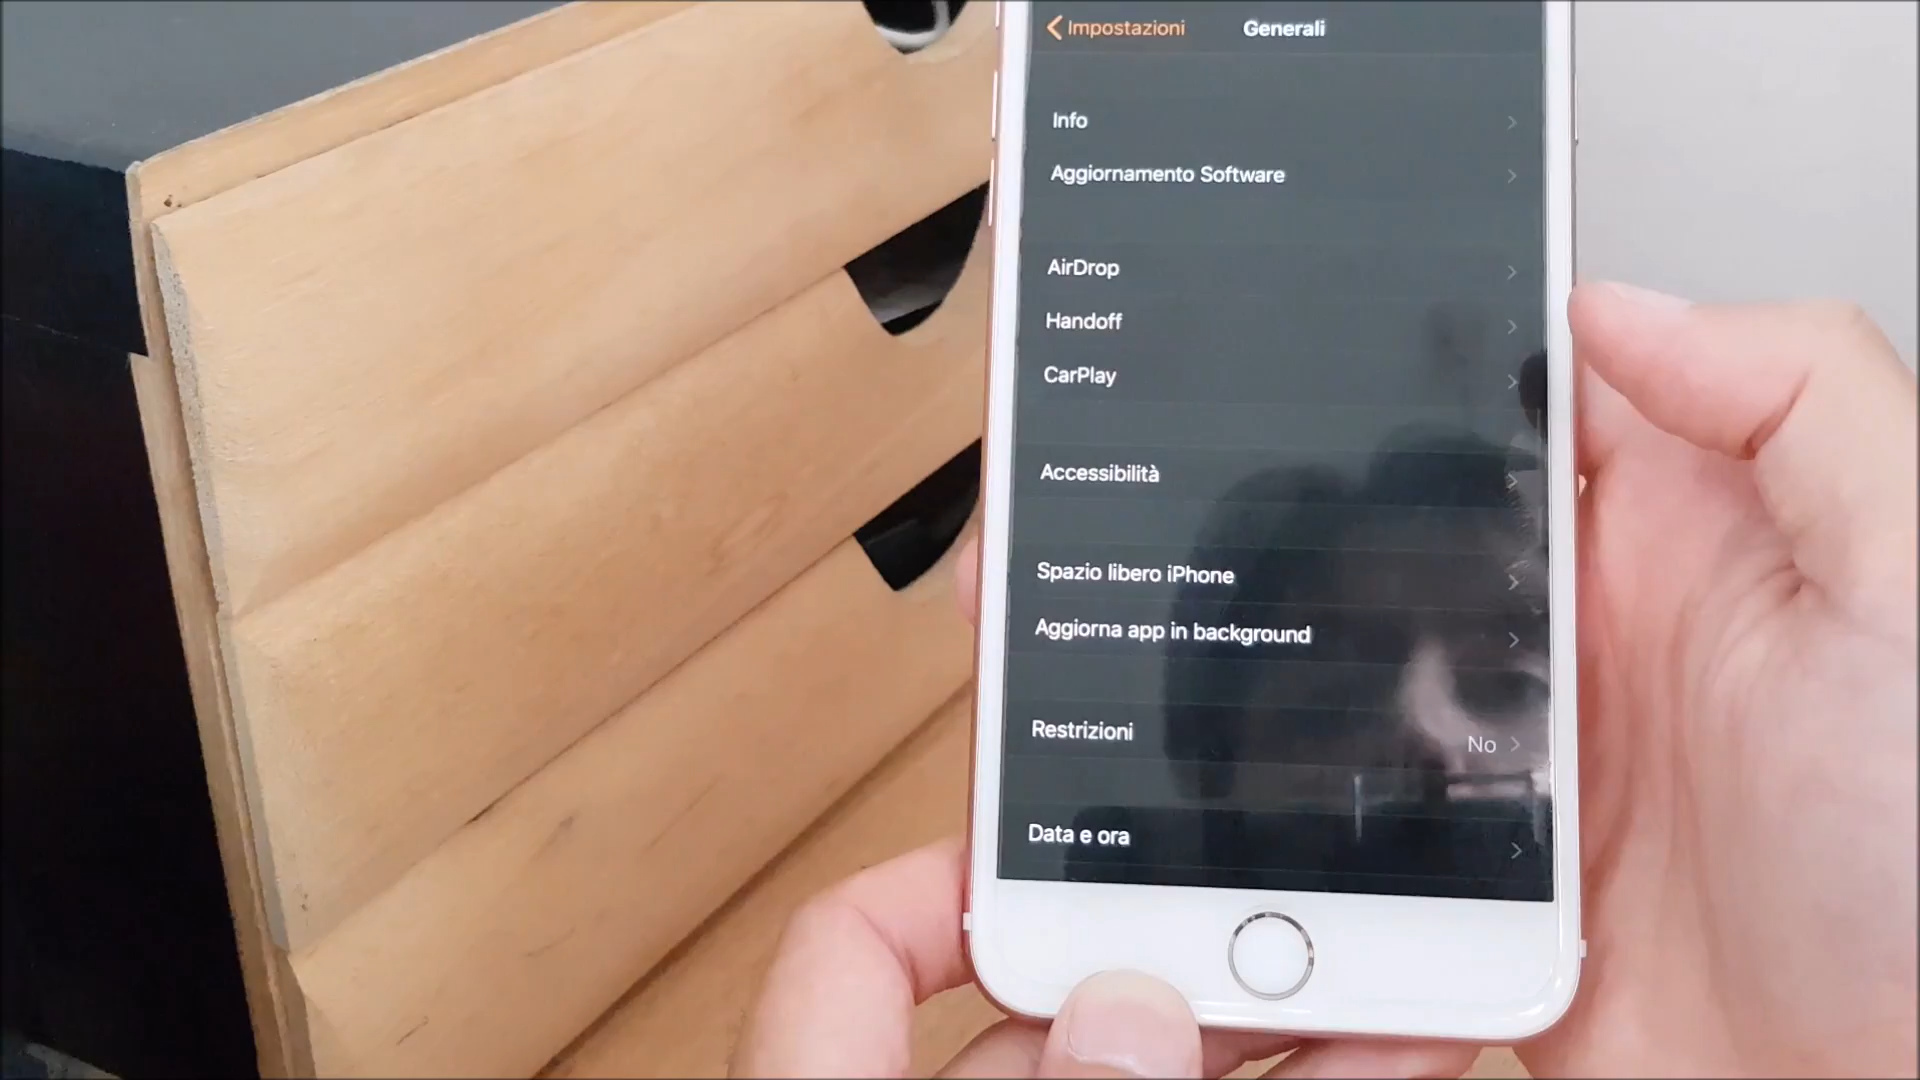 Impostazioni Generali
Info
Aggiornamento Software
AirDrop
Handoff
CarPlay
Accessibilità
Spazio libero iPhone
Aggiorna app in background
Restrizioni No
Data e ora